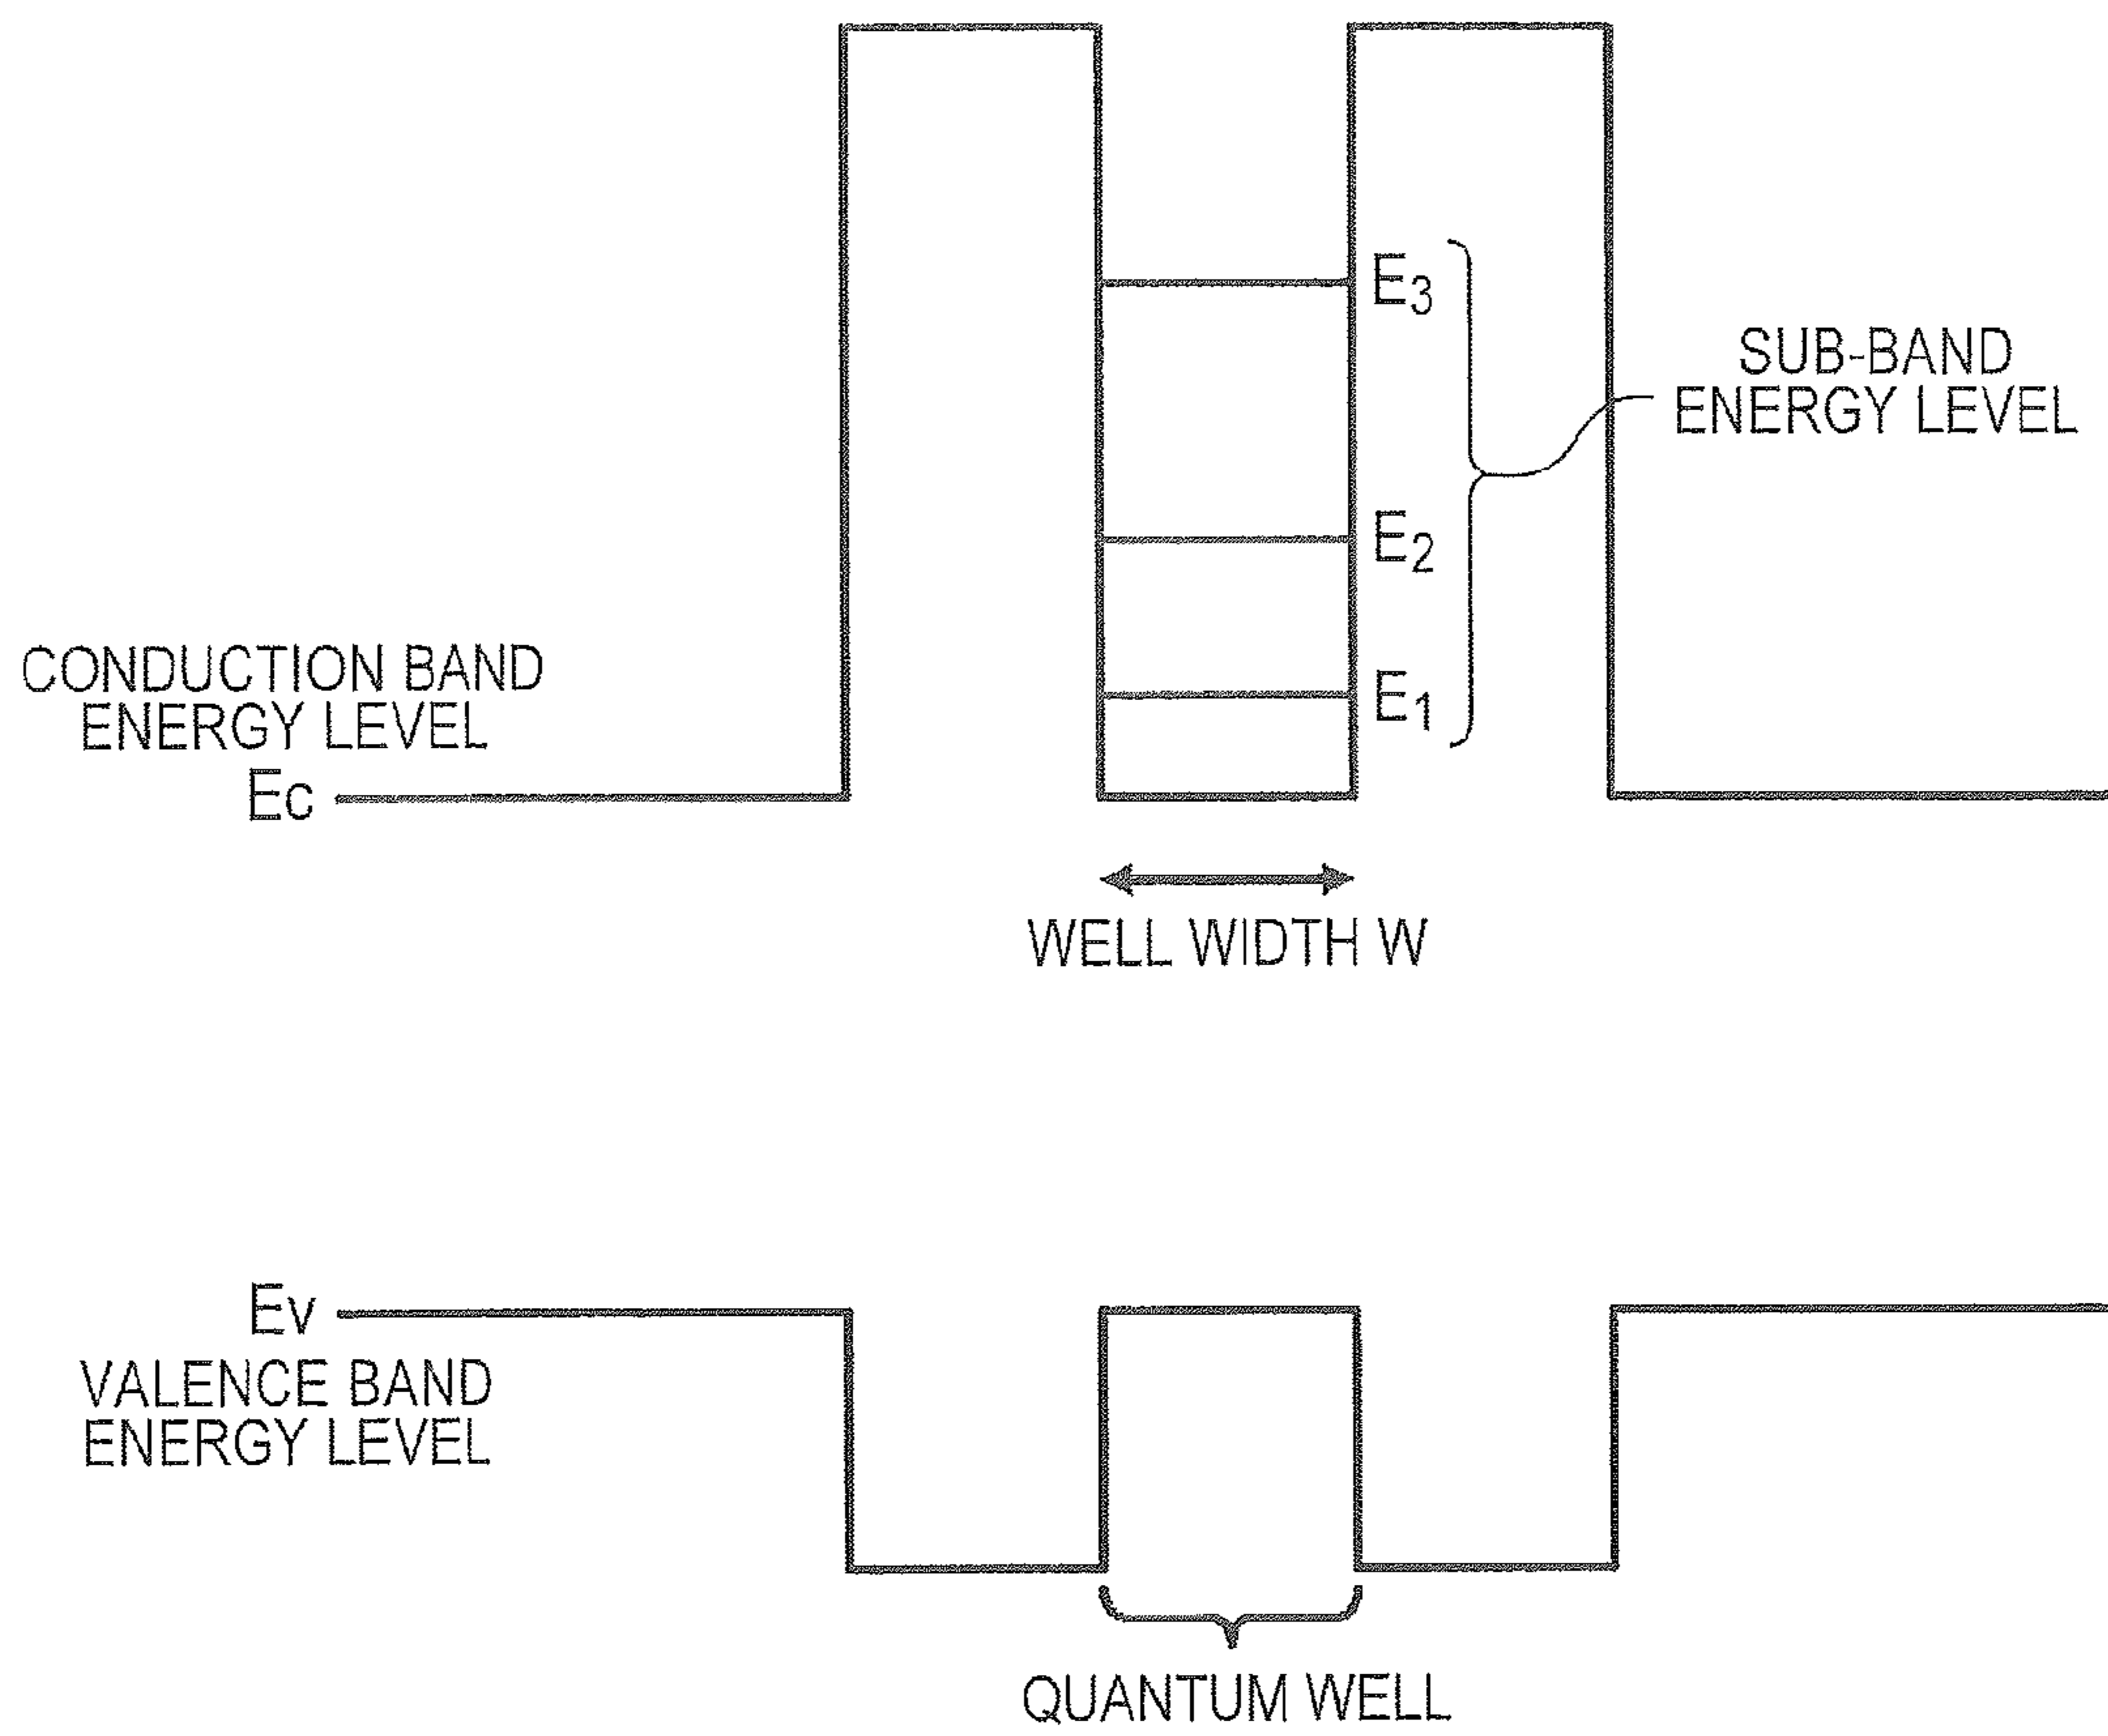 E3
SUB-BAND
ENERGY LEVEL
E2
CONDUCTION BAND
ENERGY LEVEL
E1
Ec
WELL WIDTH W
Ev
VALENCE BAND
ENERGY LEVEL
QUANTUM WELL